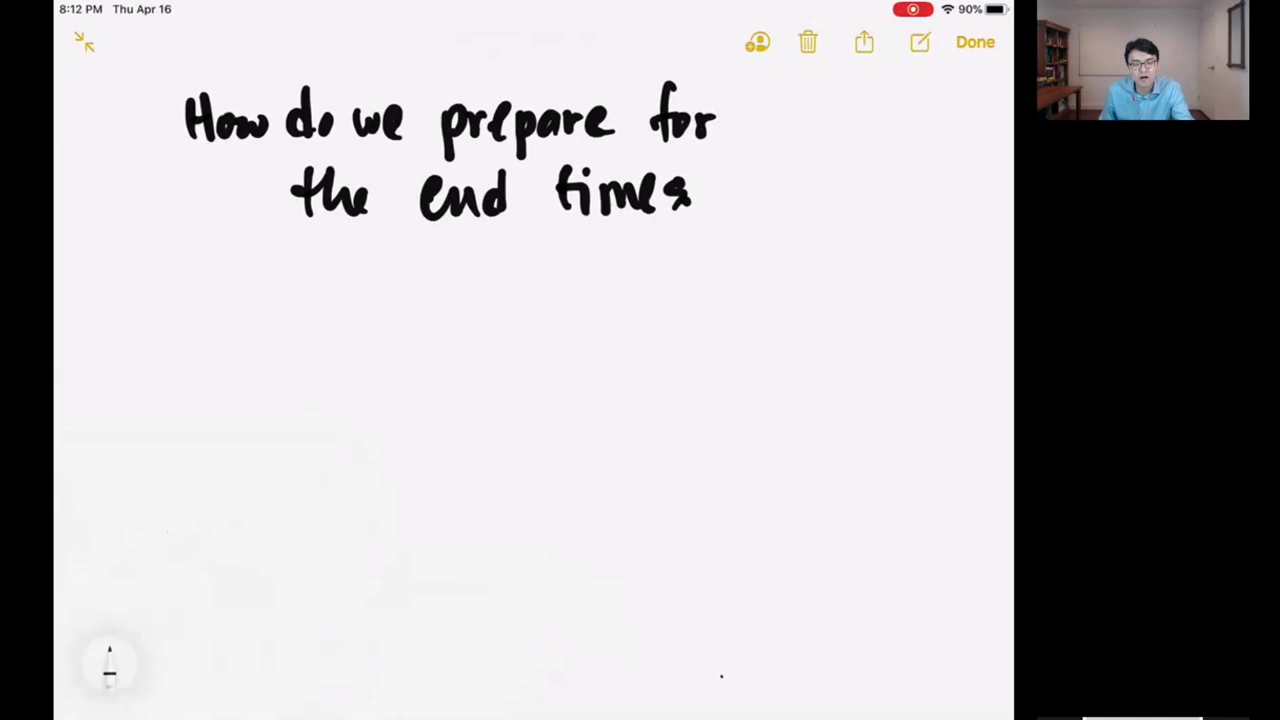 8:12 PM Thu Apr 16
90%
Done
How do we prepare for
the end times